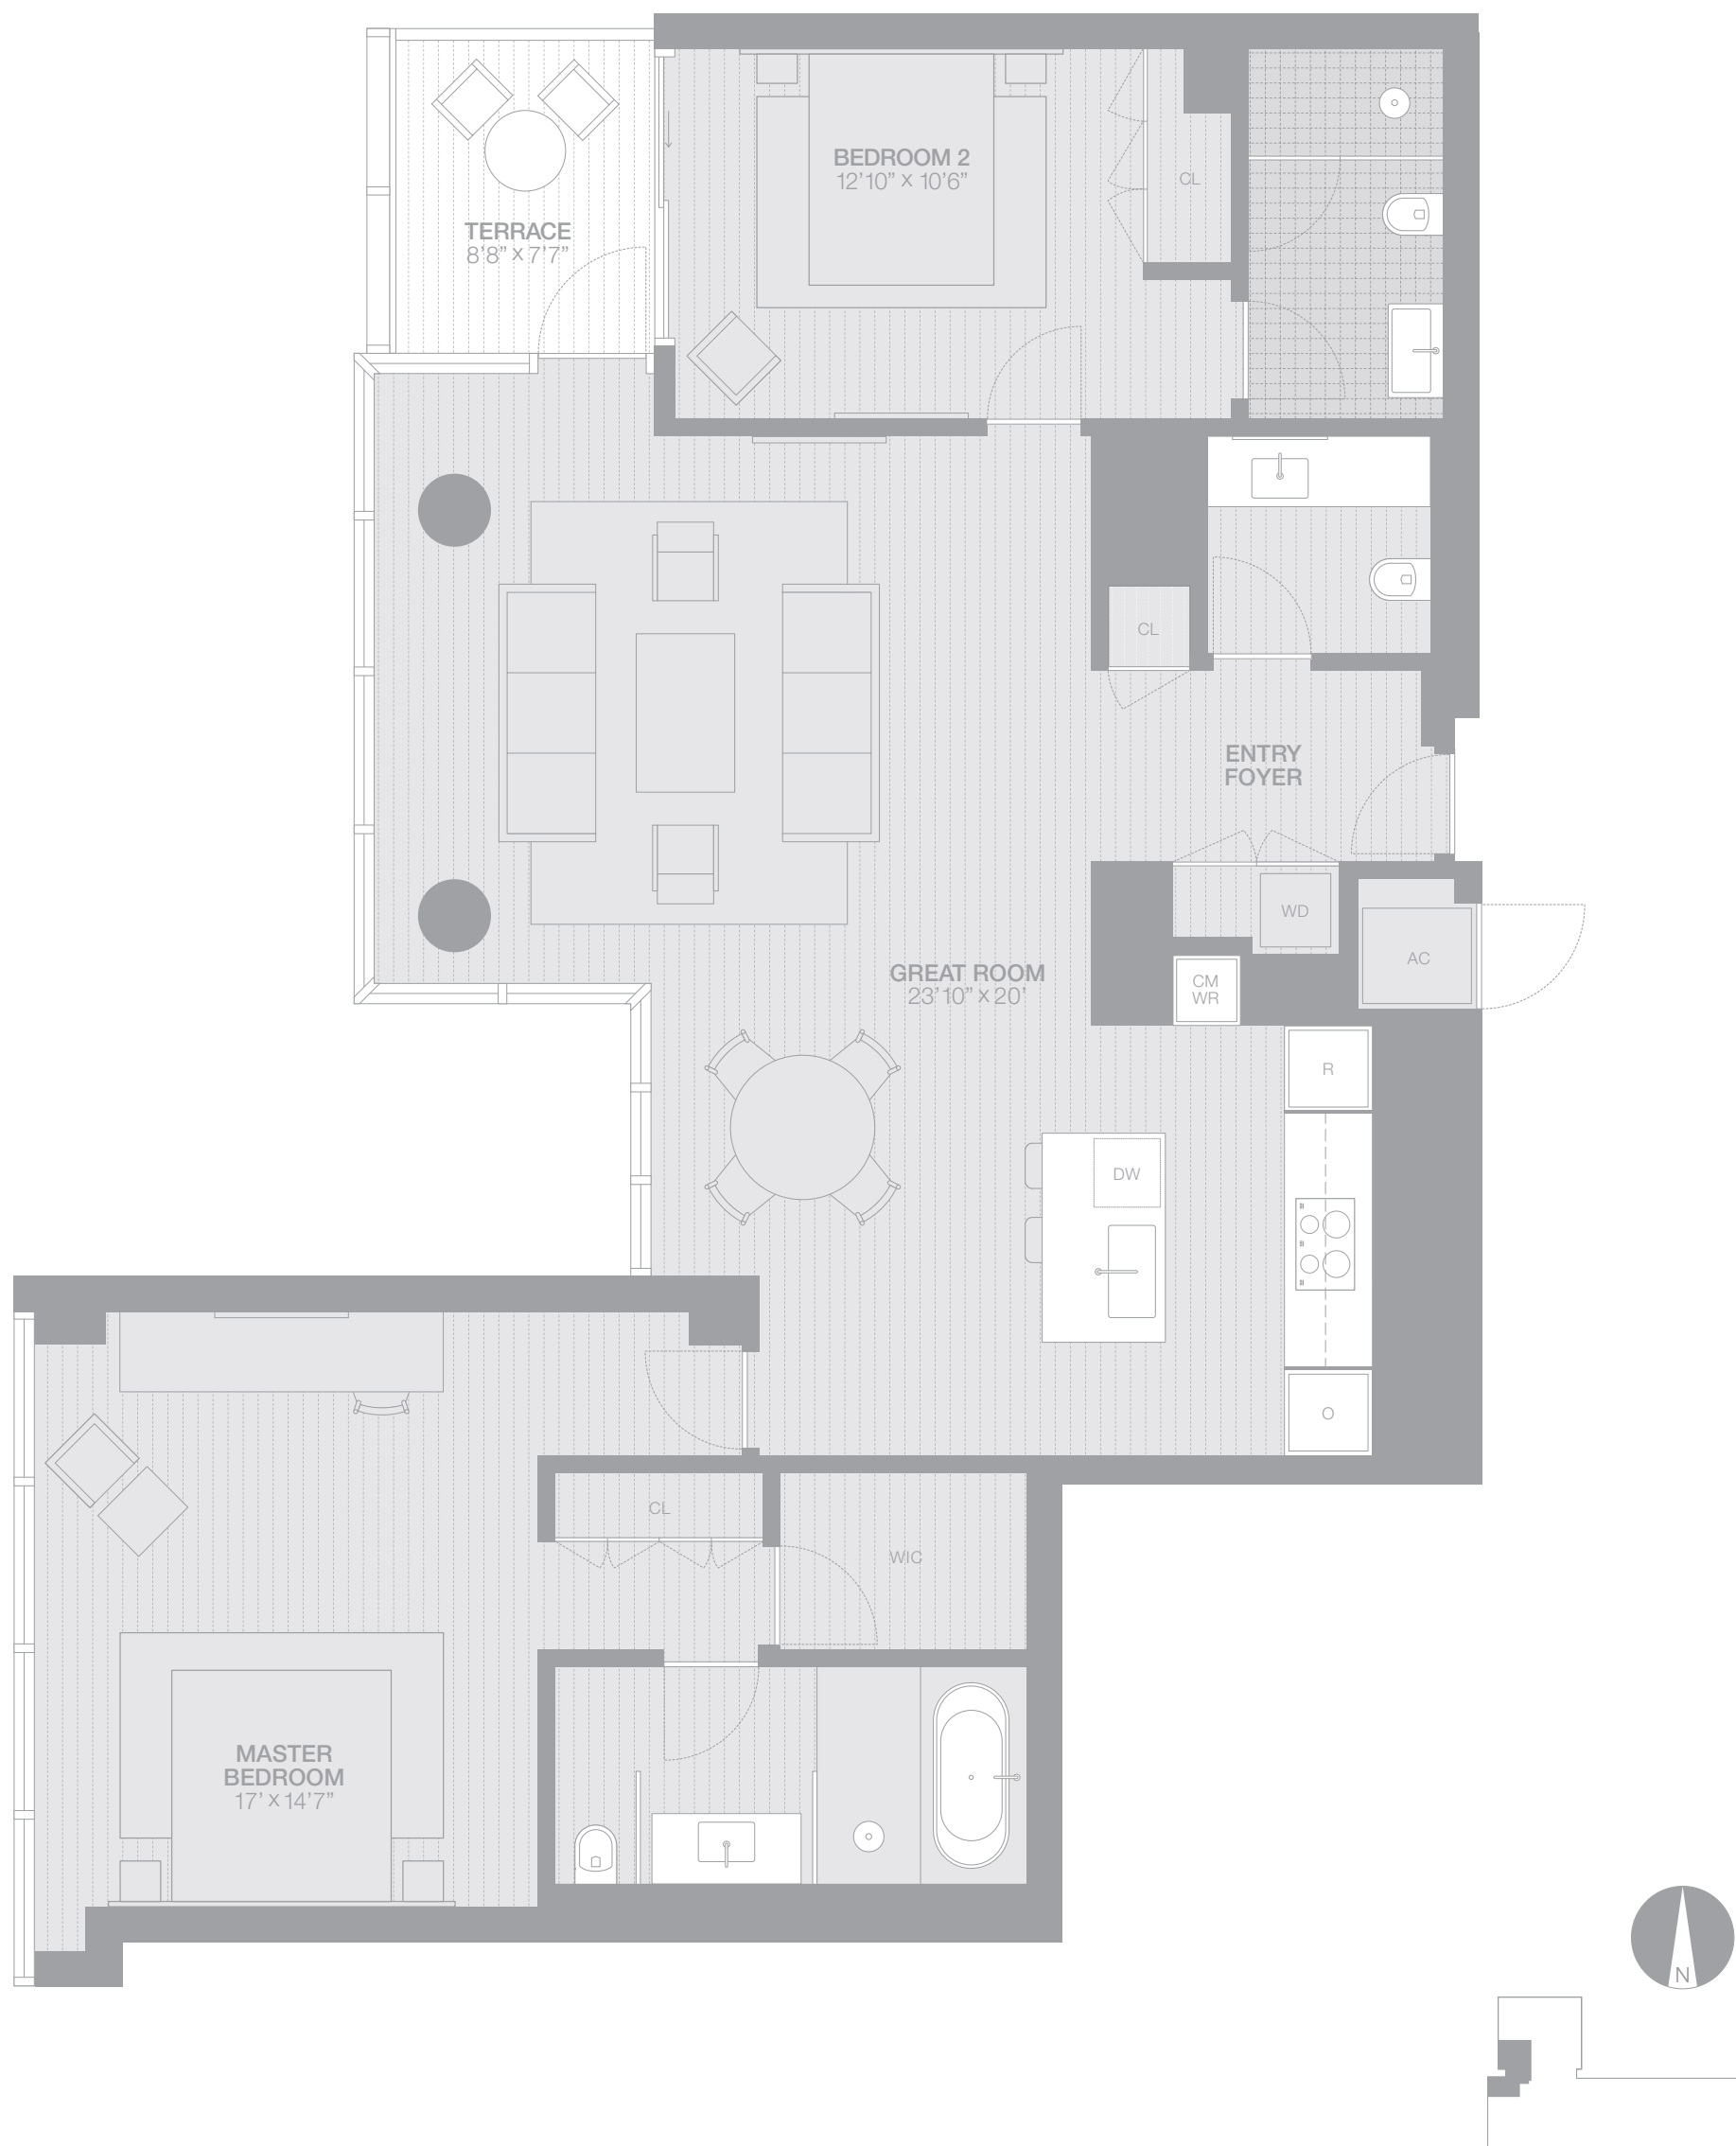 BEDROOM 2
12’10” x 10’6”
CL
TERRACE
8’8” x 7’7”
CL
ENTRY
FOYER
WD
AC
GREAT ROOM
23’10” x 20’
CM
WR
R
DW
O
CL
WIC
MASTER
BEDROOM
17’ x 14’7”
N